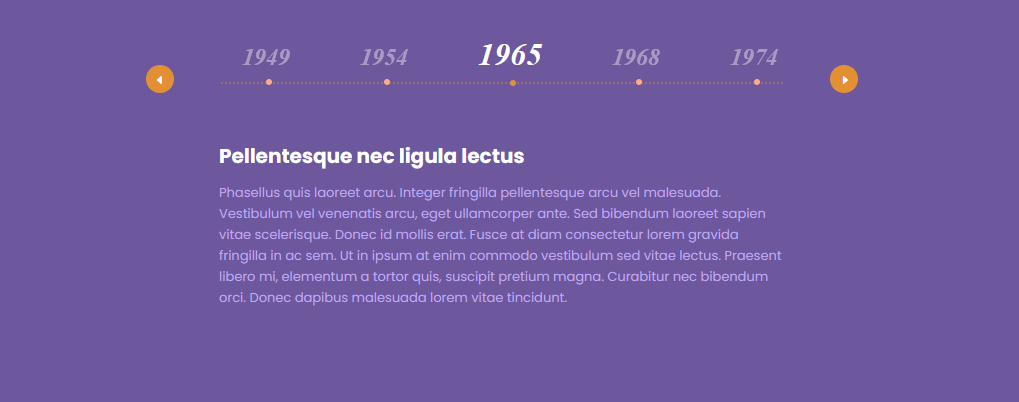 1949 1954 1965 1968 1974
Pellentesque nec ligula lectus
Phasellus quis laoreet arcu. Integer fringilla pellentesque arcu vel malesuada.
Vestibulum vel venenatis arcu, eget ullamcorper ante. Sed bibendum laoreet sapien
vitae scelerisque. Donec id mollis erat. Fusce at diam consectetur lorem gravida
fringilla in ac sem. Ut in ipsum at enim commodo vestibulum sed vitae lectus. Praesent
libero mi, elementum a tortor quis, suscipit pretium magna. Curabitur nec bibendum
orci. Donec dapibus malesuada lorem vitae tincidunt.